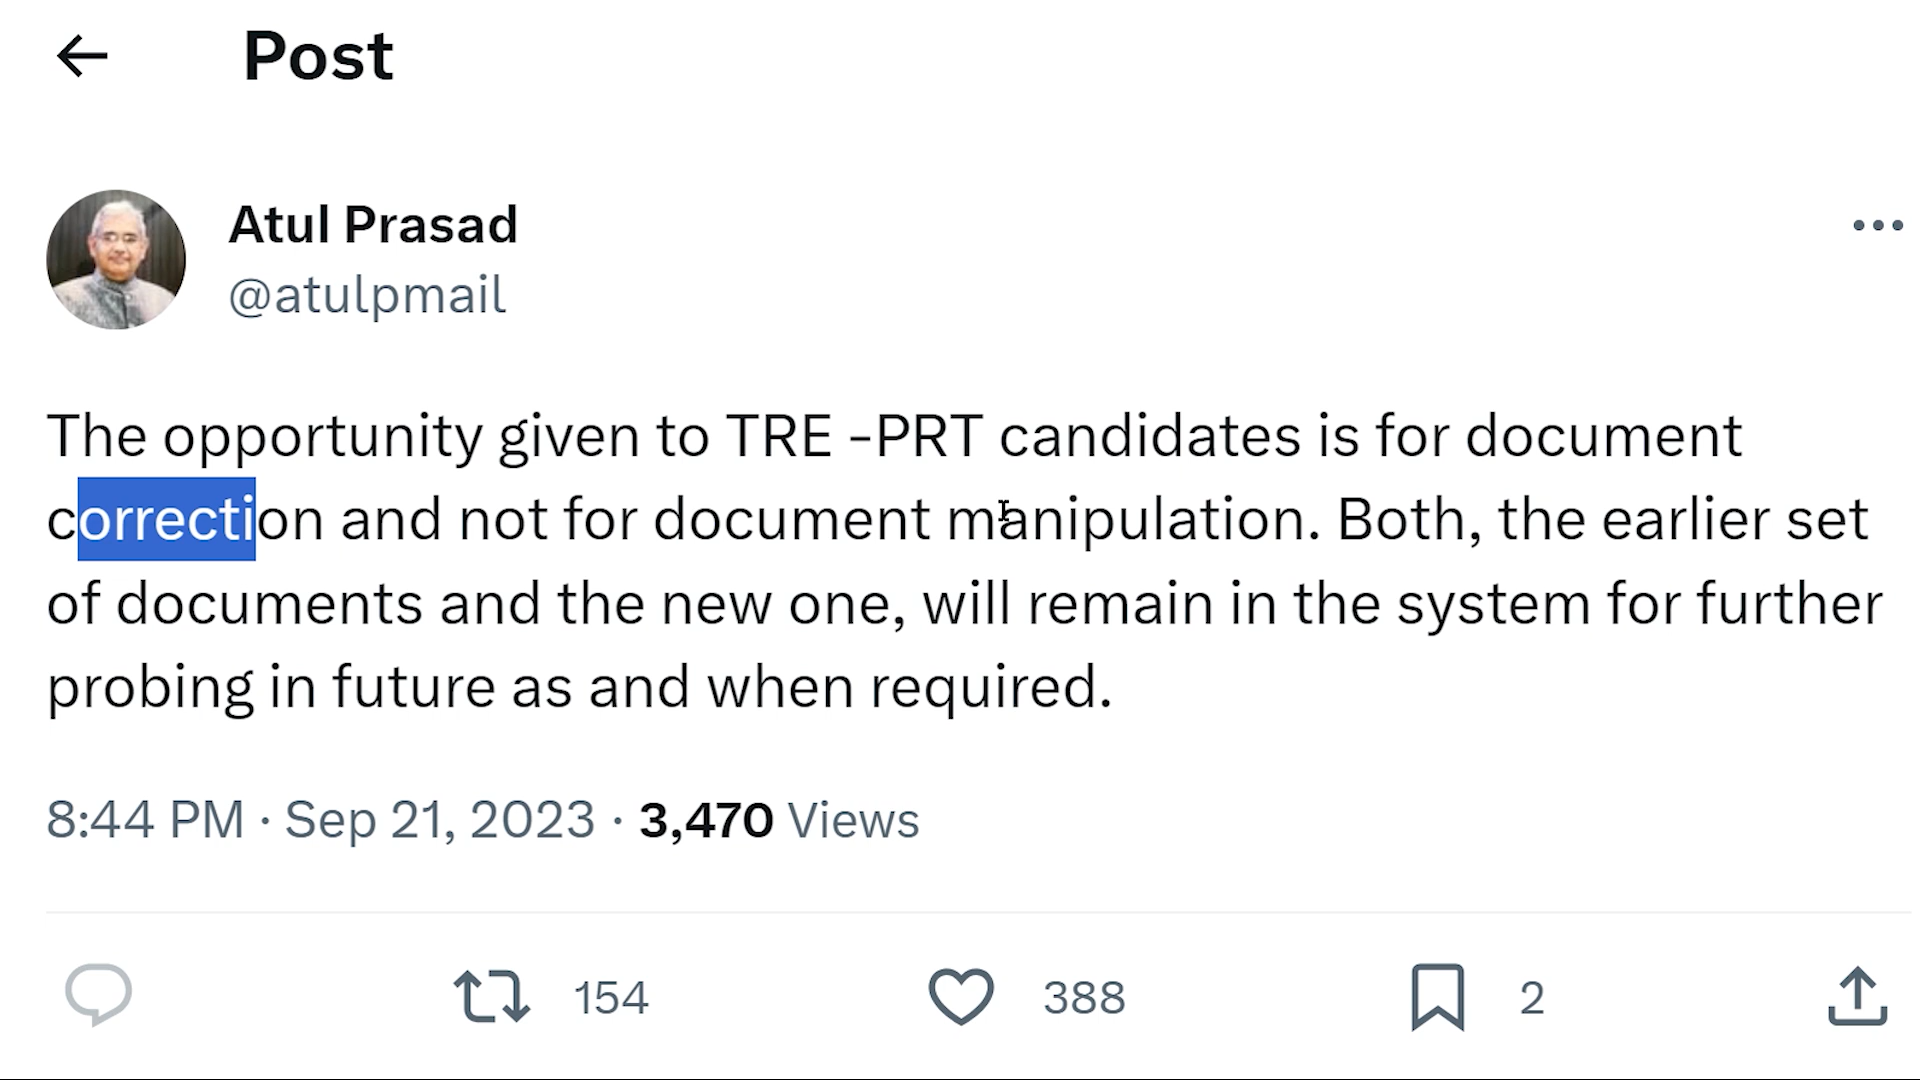 Post
Atul Prasad
@atulpmail
The opportunity given to TRE -PRT candidates is for document
correction and not for document manipulation. Both, the earlier set
of documents and the new one, will remain in the system for further
probing in future as and when required.
8:44 PM · Sep 21, 2023 · 3,470 Views
154 388 2